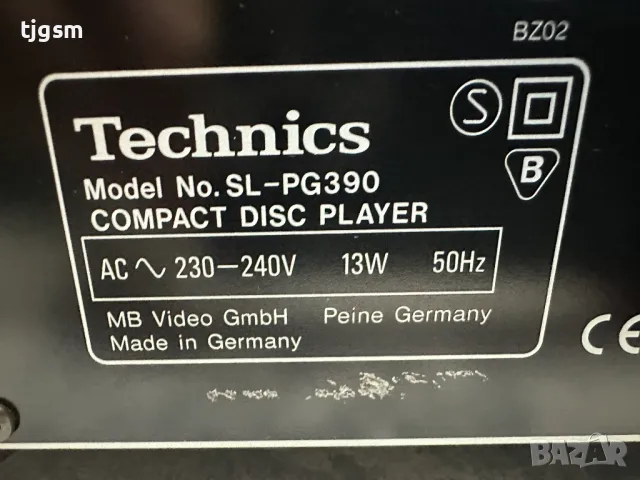 tjgsm
BZ02
Technics
S
B
Model No. SL-PG390
COMPACT DISC PLAYER
AC ∿ 230-240V 13W 50Hz
MB Video GmbH Peine Germany
Made in Germany
CE
BAZAR